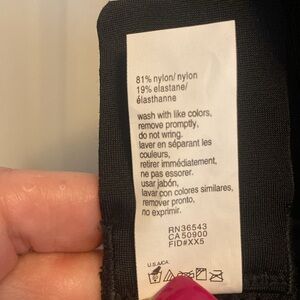 81% nylon/ nylon
19% elastane/
élasthanne
wash with like colors,
remove promptly,
do not wring.
laver en séparant les
couleurs,
retirer immédiatement,
ne pas essorer.
usar jabón,
lavar con colores similares,
remover pronto,
no exprimir.
RN36543
CA50900
FID#XX5
U.S.A./CA.